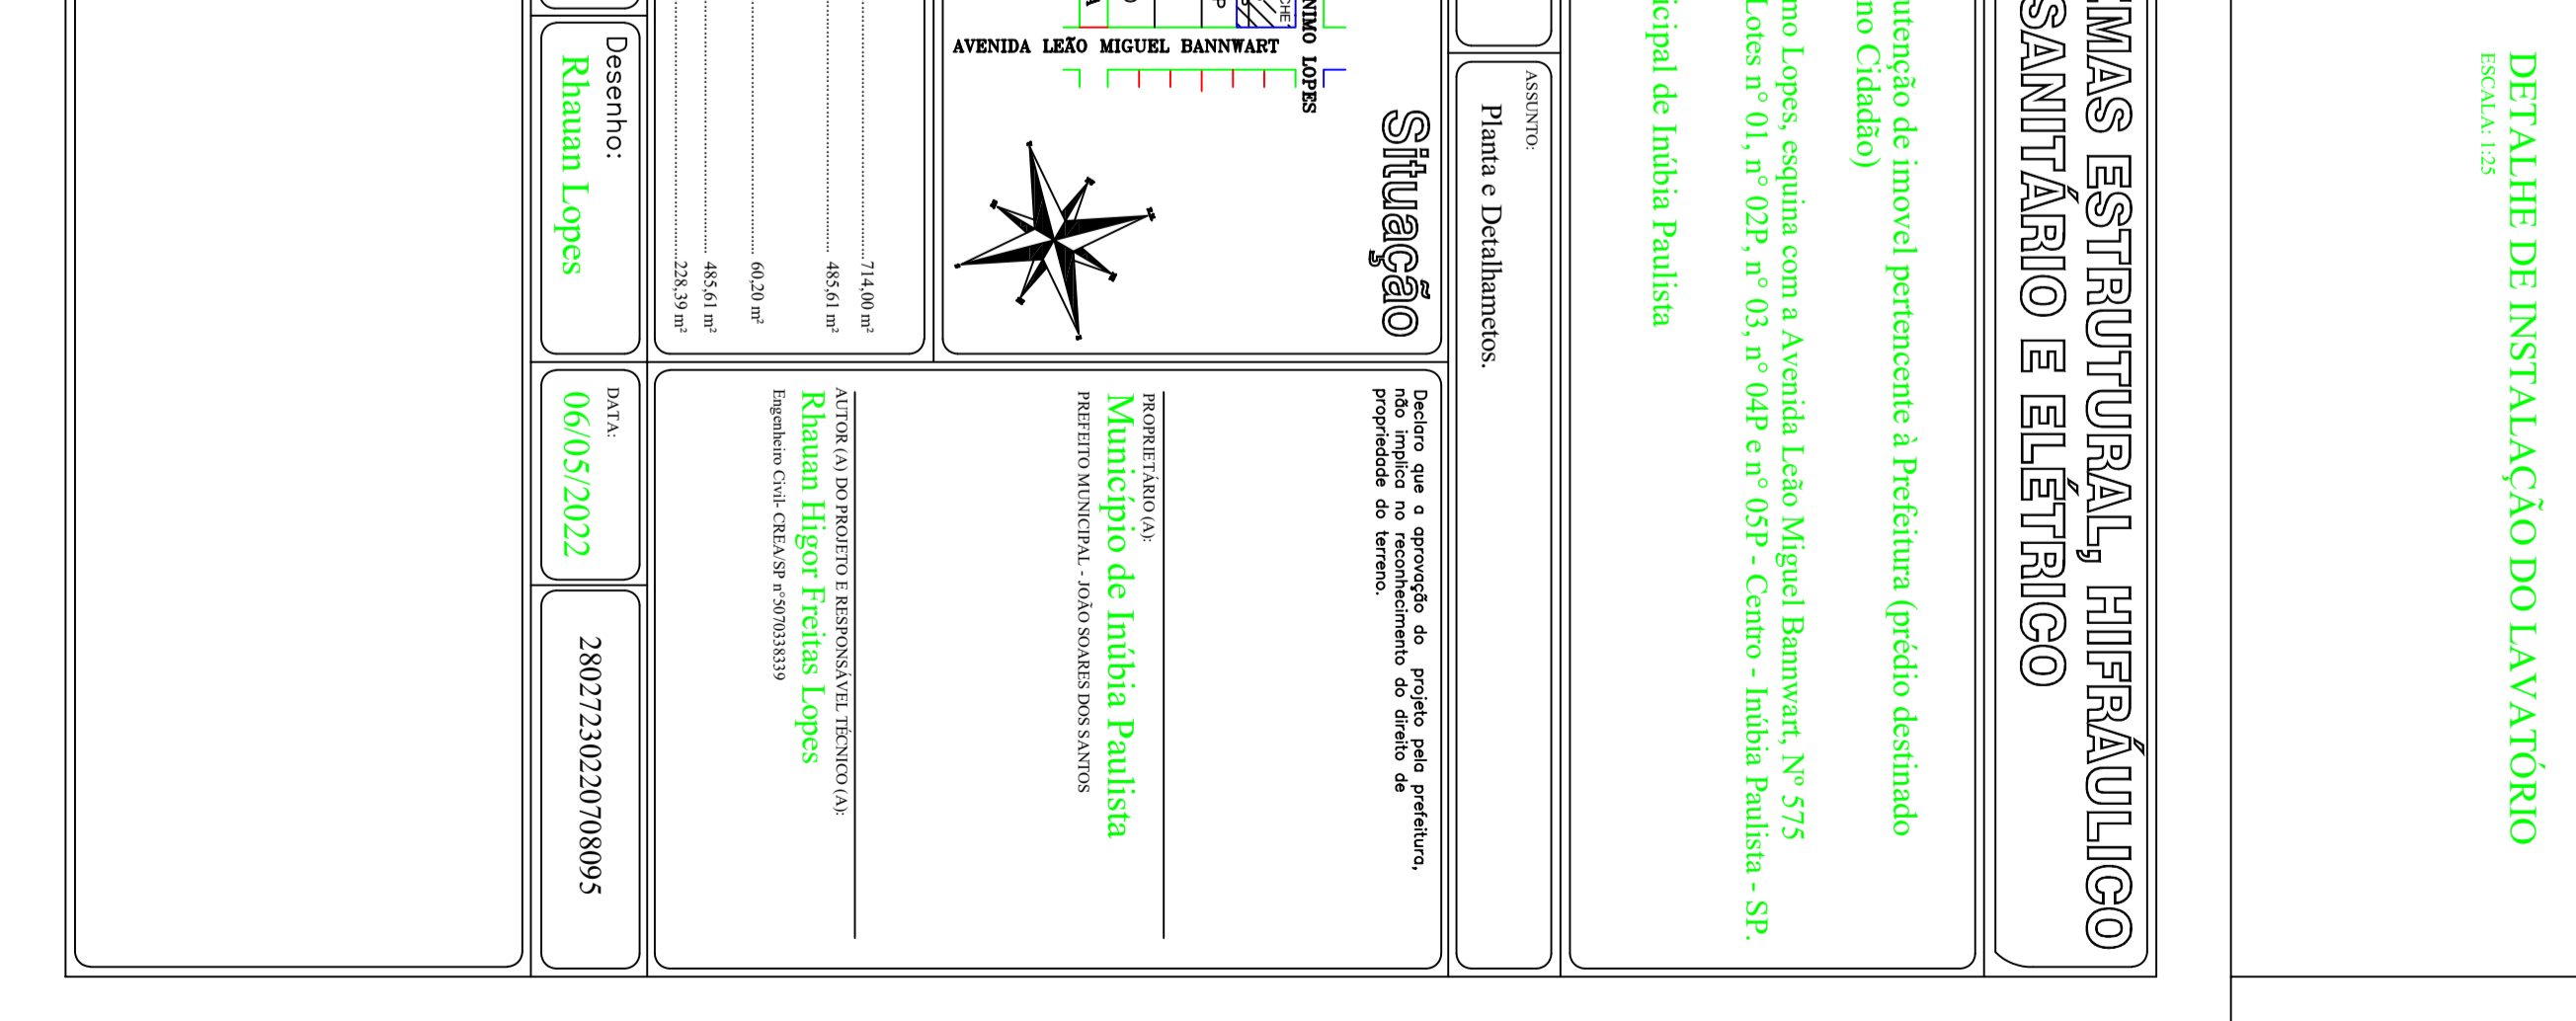 DETALHE DE INSTALAÇÃO DO LAVATÓRIO
ESCALA: 1:25
EMAS ESTRUTURAL, HIFRÁULICO
SANITÁRIO E ELÉTRICO
utenção de imovel pertencente à Prefeitura (prédio destinado
no Cidadão)
mo Lopes, esquina com a Avenida Leão Miguel Bannwart, Nº 575
Lotes nº 01, nº 02P, nº 03, nº 04P e nº 05P - Centro - Inúbia Paulista - SP.
icipal de Inúbia Paulista
ASSUNTO:
Planta e Detalhametos.
Situação
NIMO LOPES
CHE
P
AVENIDA LEÃO MIGUEL BANNWART
714,00 m²
485,61 m²
60,20 m²
485,61 m²
228,39 m²
Declaro que a aprovação do projeto pela prefeitura,
não implica no reconhecimento do direito de
propriedade do terreno.
PROPRIETÁRIO (A):
Município de Inúbia Paulista
PREFEITO MUNICIPAL - JOÃO SOARES DOS SANTOS
AUTOR (A) DO PROJETO E RESPONSÁVEL TÉCNICO (A):
Rhauan Higor Freitas Lopes
Engenheiro Civil- CREA/SP nº5070338339
Desenho:
Rhauan Lopes
DATA:
06/05/2022
28027230220708095